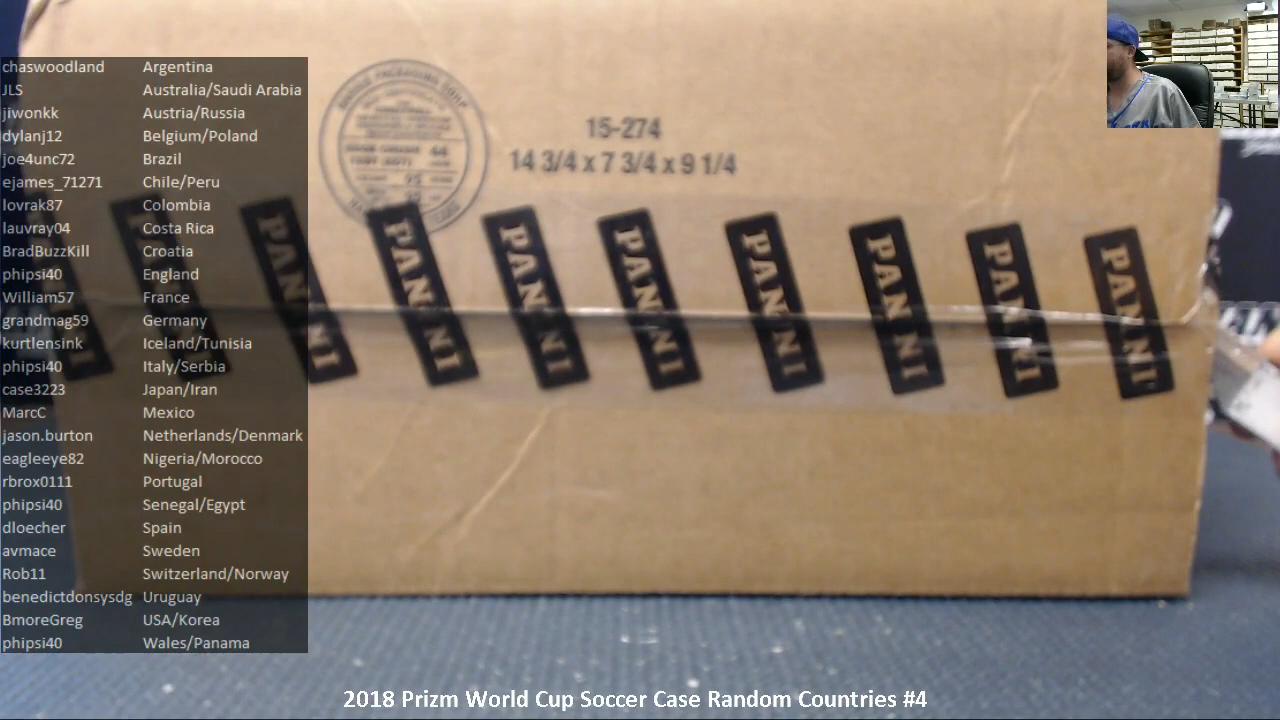 chaswoodland Argentina
JLS Australia/Saudi Arabia
jiwonkk Austria/Russia
dylanj12 Belgium/Poland
joe4unc72 Brazil
ejames_71271 Chile/Peru
lovrak87 Colombia
lauvray04 Costa Rica
BradBuzzKill Croatia
phipsi40 England
William57 France
grandmag59 Germany
kurtlensink Iceland/Tunisia
phipsi40 Italy/Serbia
case3223 Japan/Iran
MarcC Mexico
jason.burton Netherlands/Denmark
eagleeye82 Nigeria/Morocco
rbrox0111 Portugal
phipsi40 Senegal/Egypt
dloecher Spain
avmace Sweden
Rob11 Switzerland/Norway
benedictdonsysdg Uruguay
BmoreGreg USA/Korea
phipsi40 Wales/Panama
15-274
14 3/4 x 7 3/4 x 9 1/4
PANINI
PANINI
PANINI
PANINI
PANINI
PANINI
PANINI
PANINI
2018 Prizm World Cup Soccer Case Random Countries #4